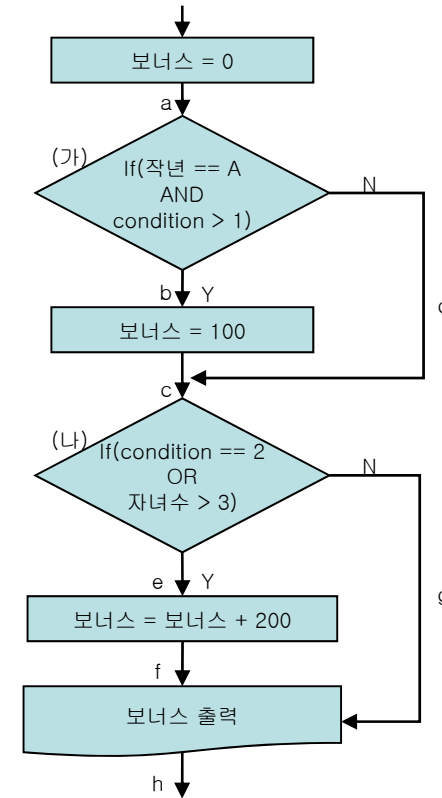 보너스 = 0
a
(가)
If(작년 == A
AND
condition > 1)
N
b Y
보너스 = 100
c
(나)
If(condition == 2
OR
자녀수 > 3)
N
e Y
보너스 = 보너스 + 200
f
보너스 출력
h